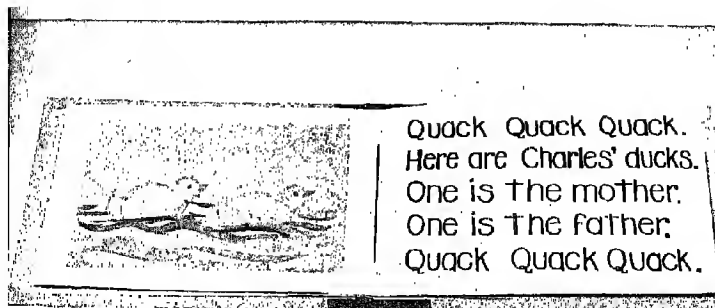 Quack Quack Quack.
Here are Charles' ducks.
One is the mother.
One is the father.
Quack Quack Quack.